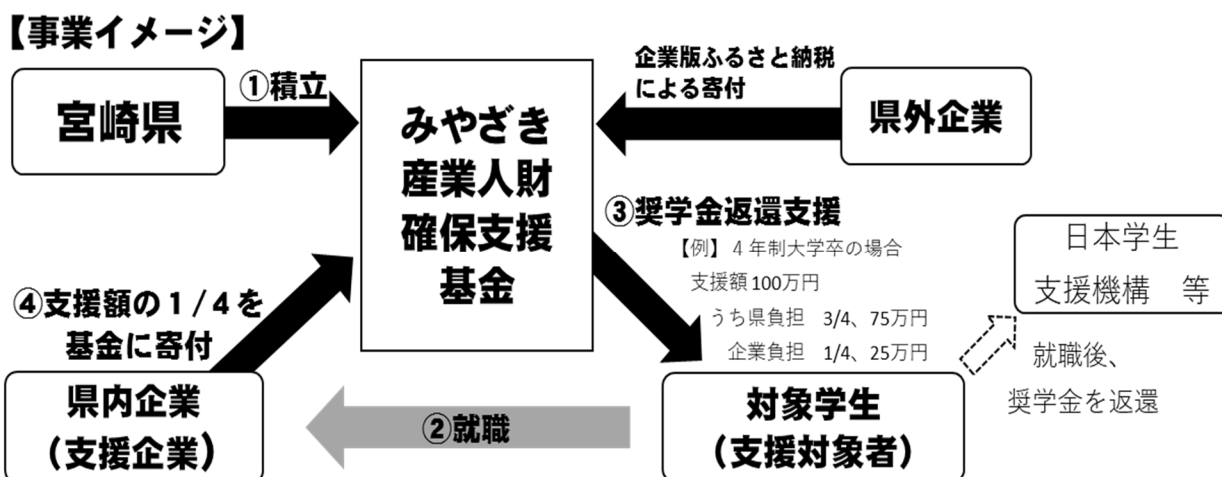 【事業イメージ】
宮崎県
①積立
みやざき
産業人財
確保支援
基金
企業版ふるさと納税
による寄付
県外企業
③奨学金返還支援
【例】４年制大学卒の場合
支援額100万円
うち県負担　3/4、75万円
企業負担　1/4、25万円
日本学生
支援機構　等
就職後、
奨学金を返還
④支援額の１/４を
基金に寄付
県内企業
（支援企業）
②就職
対象学生
（支援対象者）